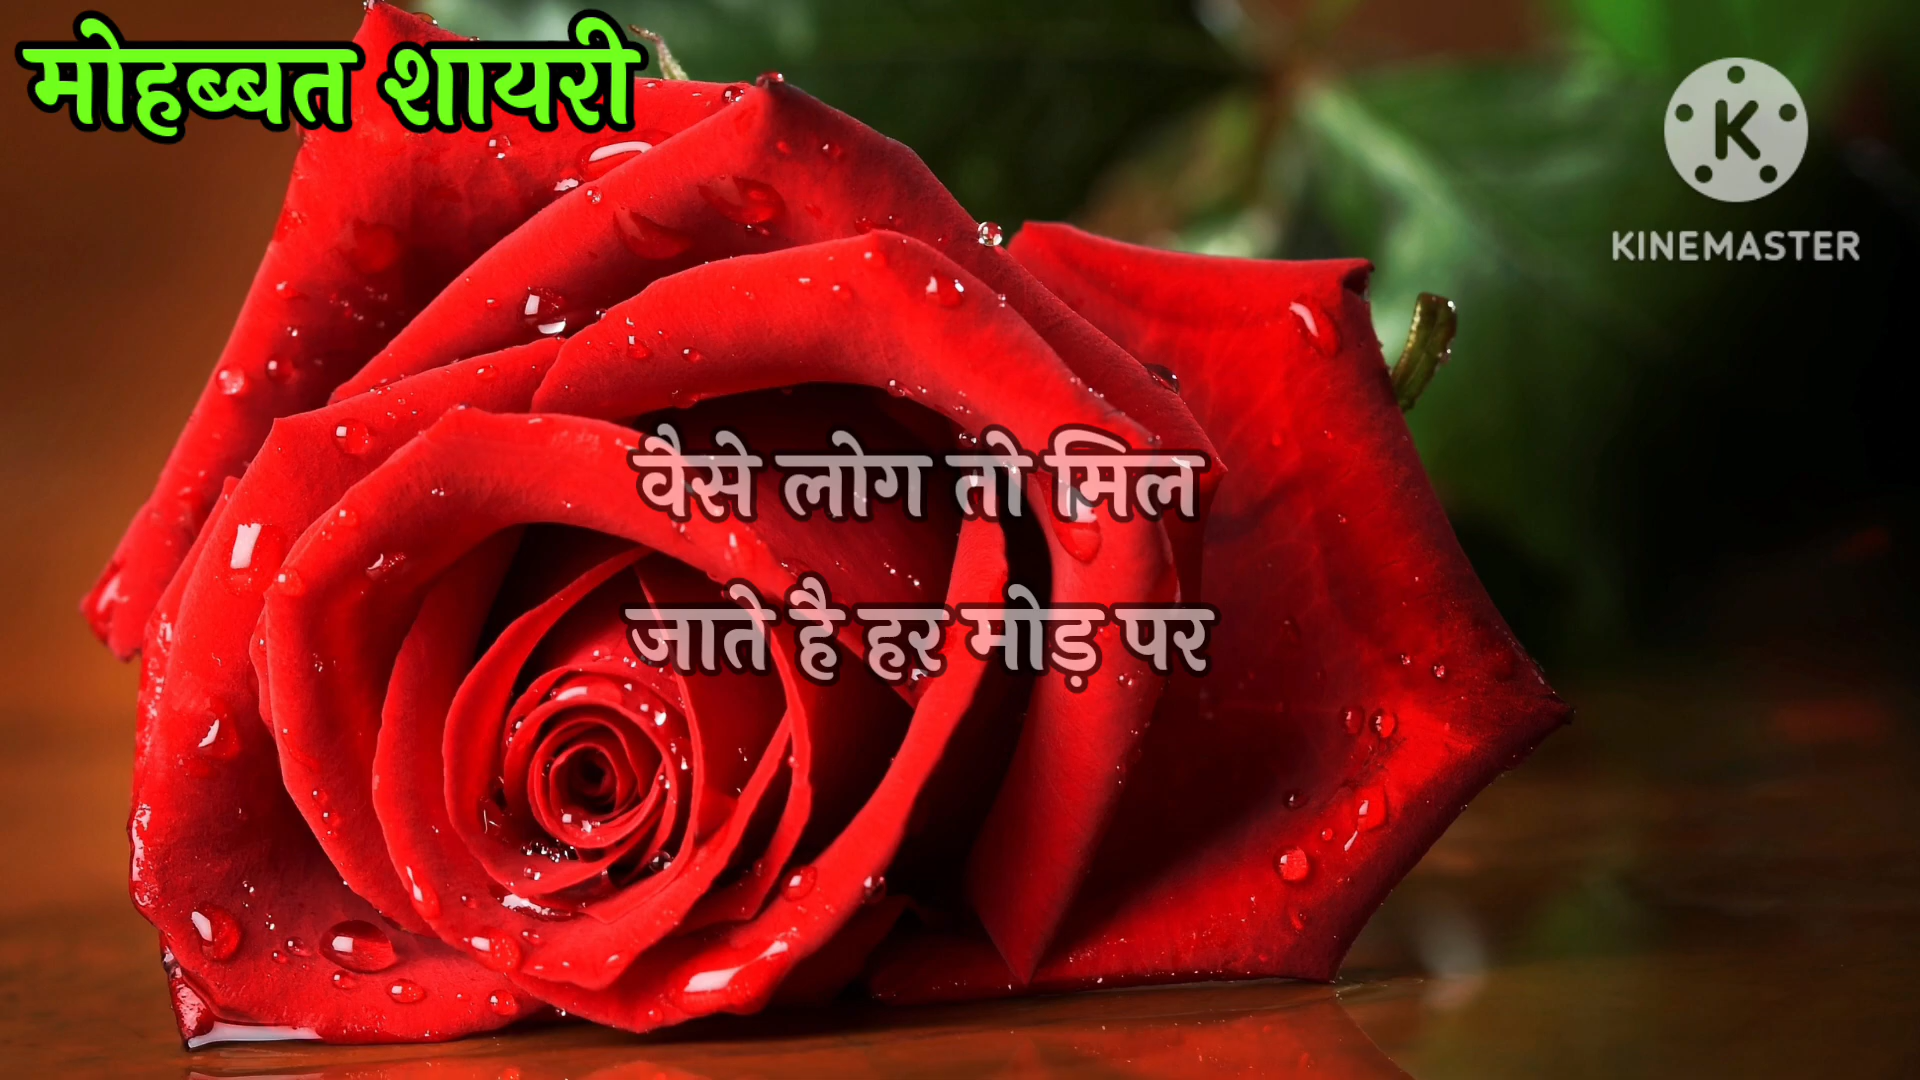 मोहब्बत शायरी
KINEMASTER
वैसे लोग तो मिल
जाते है हर मोड़ पर